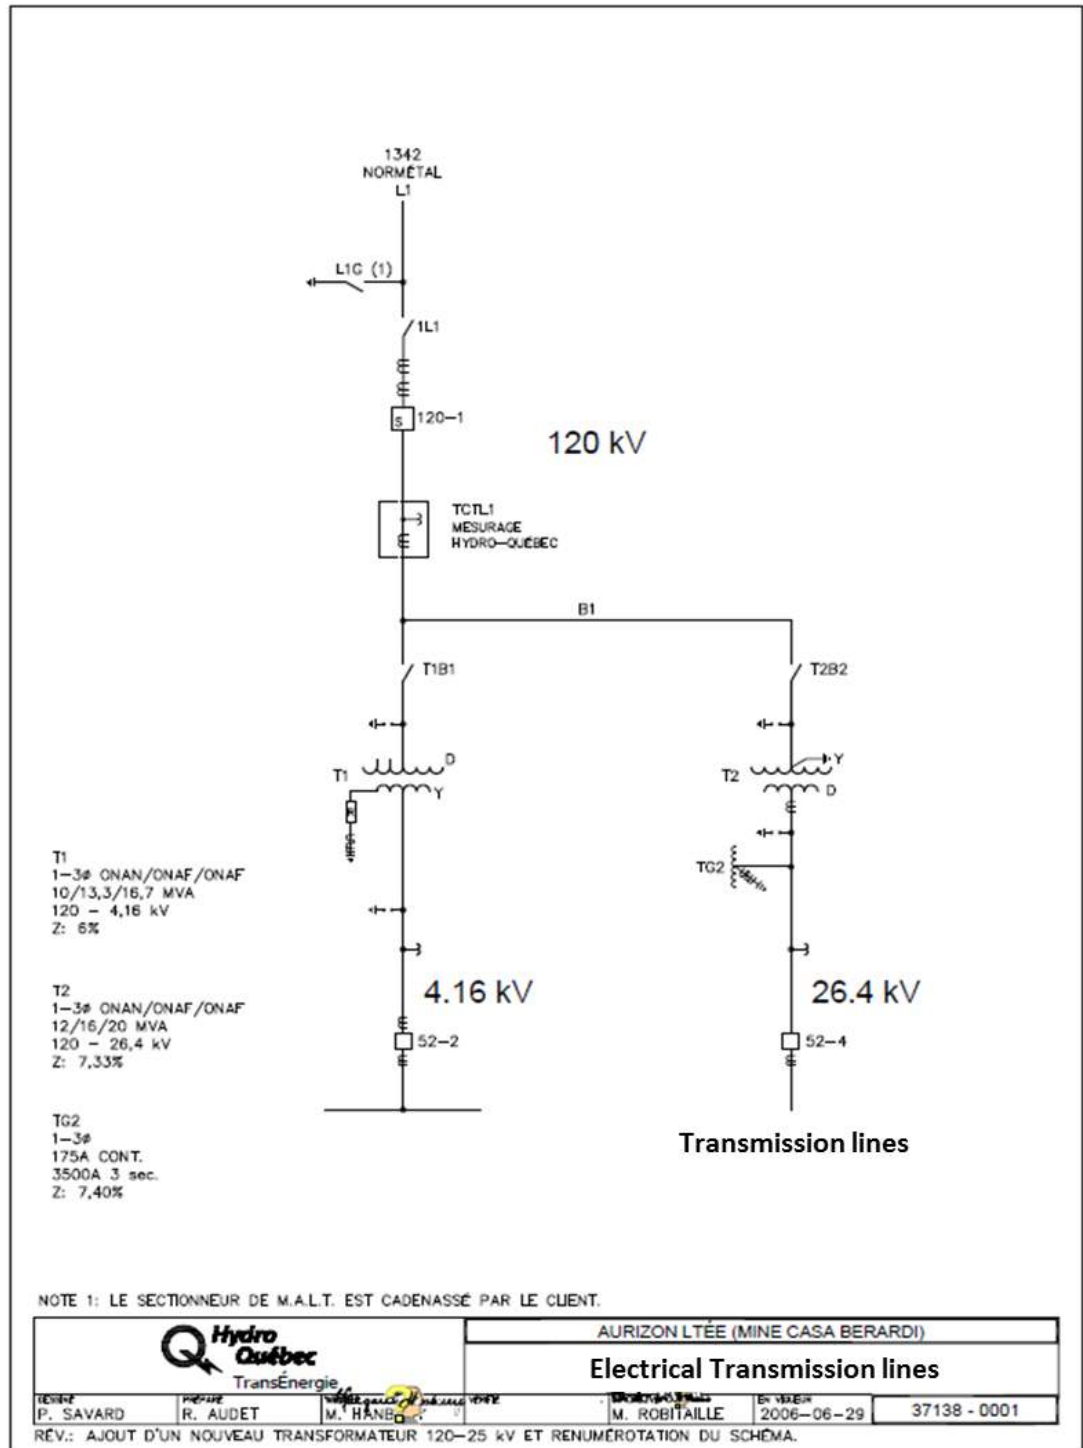 1342
NORMÉTAL
L1
L1G (1)
1L1
S
120-1
120 kV
TCTL1
MESURAGE
HYDRO-QUÉBEC
B1
T1B1
T2B2
T1
D
Y
T2
Y
D
TG2
T1
1-3ø ONAN/ONAF/ONAF
10/13,3/16,7 MVA
120 - 4,16 kV
Z: 6%
4.16 kV
26.4 kV
T2
1-3ø ONAN/ONAF/ONAF
12/16/20 MVA
120 - 26,4 kV
Z: 7,33%
52-2
52-4
TG2
1-3ø
175A CONT.
3500A 3 sec.
Z: 7,40%
Transmission lines
NOTE 1: LE SECTIONNEUR DE M.A.L.T. EST CADENASSÉ PAR LE CLIENT.
Hydro
Québec
TransÉnergie
AURIZON LTÉE (MINE CASA BERARDI)
Electrical Transmission lines
P. SAVARD
R. AUDET
M. ROBITAILLE
EN VIGUEUR
2006-06-29
37138 - 0001
RÉV.: AJOUT D'UN NOUVEAU TRANSFORMATEUR 120-25 kV ET RENUMÉROTATION DU SCHÉMA.